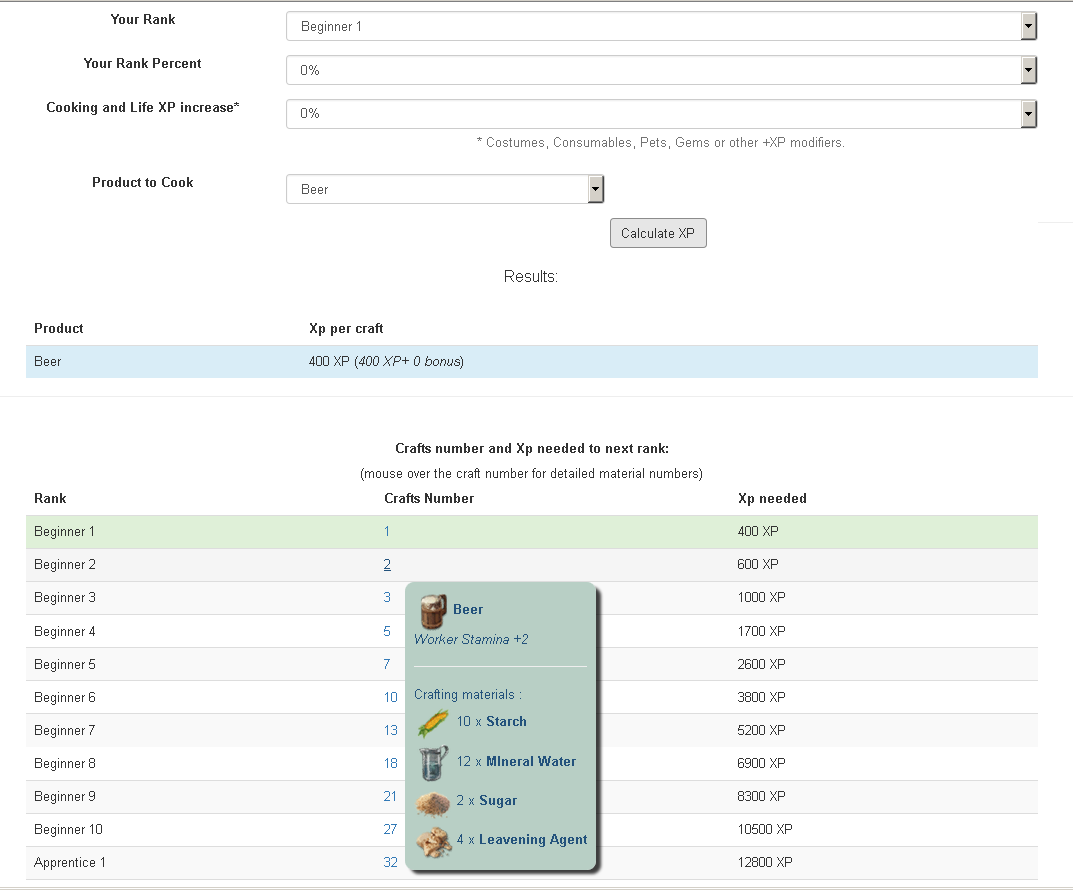 Your Rank
Beginner 1
Your Rank Percent
0%
Cooking and Life XP increase*
0%
* Costumes, Consumables, Pets, Gems or other +XP modifiers.
Product to Cook
Beer
Calculate XP
Results:
Product Xp per craft
Beer 400 XP (400 XP+ 0 bonus)
Crafts number and Xp needed to next rank:
(mouse over the craft number for detailed material numbers)
Rank Crafts Number Xp needed
Beginner 1 1 400 XP
Beginner 2 2 600 XP
Beginner 3 3 1000 XP
Beginner 4 5 1700 XP
Beginner 5 7 2600 XP
Beginner 6 10 3800 XP
Beginner 7 13 5200 XP
Beginner 8 18 6900 XP
Beginner 9 21 8300 XP
Beginner 10 27 10500 XP
Apprentice 1 32 12800 XP
Beer
Worker Stamina +2
Crafting materials :
10 x Starch
12 x MIneral Water
2 x Sugar
4 x Leavening Agent